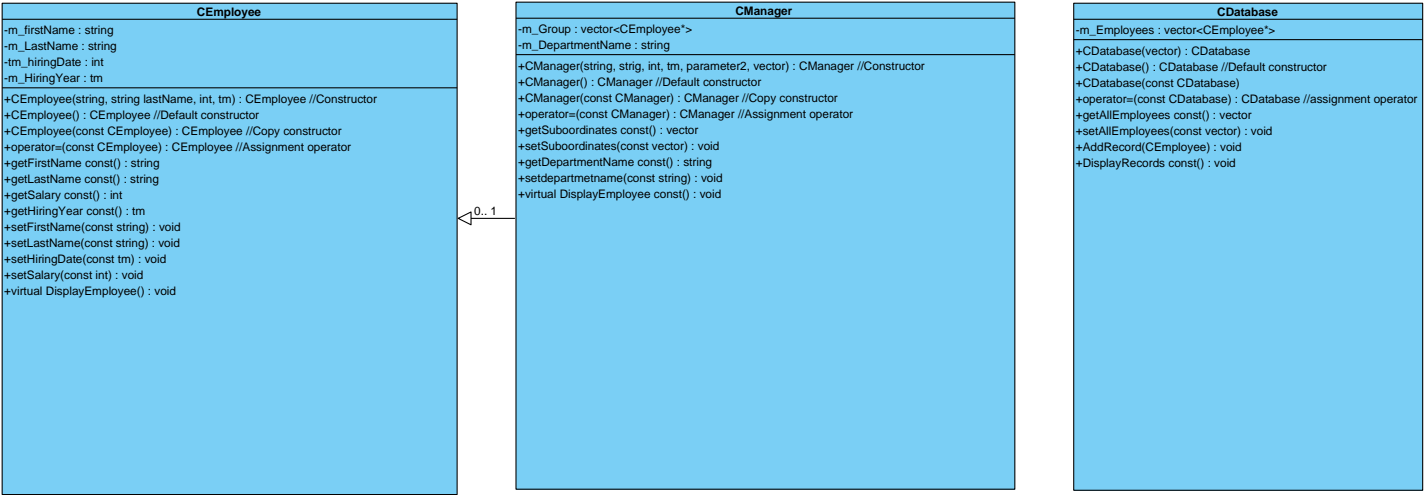 CEmployee
-m_firstName : string
-m_LastName : string
-tm_hiringDate : int
-m_HiringYear : tm
+CEmployee(string, string lastName, int, tm) : CEmployee //Constructor
+CEmployee() : CEmployee //Default constructor
+CEmployee(const CEmployee) : CEmployee //Copy constructor
+operator=(const CEmployee) : CEmployee //Assignment operator
+getFirstName const() : string
+getLastName const() : string
+getSalary const() : int
+getHiringYear const() : tm
+setFirstName(const string) : void
+setLastName(const string) : void
+setHiringDate(const tm) : void
+setSalary(const int) : void
+virtual DisplayEmployee() : void
0.. 1
CManager
-m_Group : vector<CEmployee*>
-m_DepartmentName : string
+CManager(string, strig, int, tm, parameter2, vector) : CManager //Constructor
+CManager() : CManager //Default constructor
+CManager(const CManager) : CManager //Copy constructor
+operator=(const CManager) : CManager //Assignment operator
+getSuboordinates const() : vector
+setSuboordinates(const vector) : void
+getDepartmentName const() : string
+setdepartmetname(const string) : void
+virtual DisplayEmployee const() : void
CDatabase
-m_Employees : vector<CEmployee*>
+CDatabase(vector) : CDatabase
+CDatabase() : CDatabase //Default constructor
+CDatabase(const CDatabase)
+operator=(const CDatabase) : CDatabase //assignment operator
+getAllEmployees const() : vector
+setAllEmployees(const vector) : void
+AddRecord(CEmployee) : void
+DisplayRecords const() : void